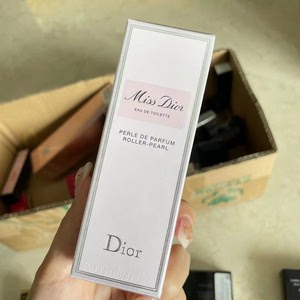 Miss Dior
EAU DE TOILETTE
PERLE DE PARFUM
ROLLER-PEARL
Dior